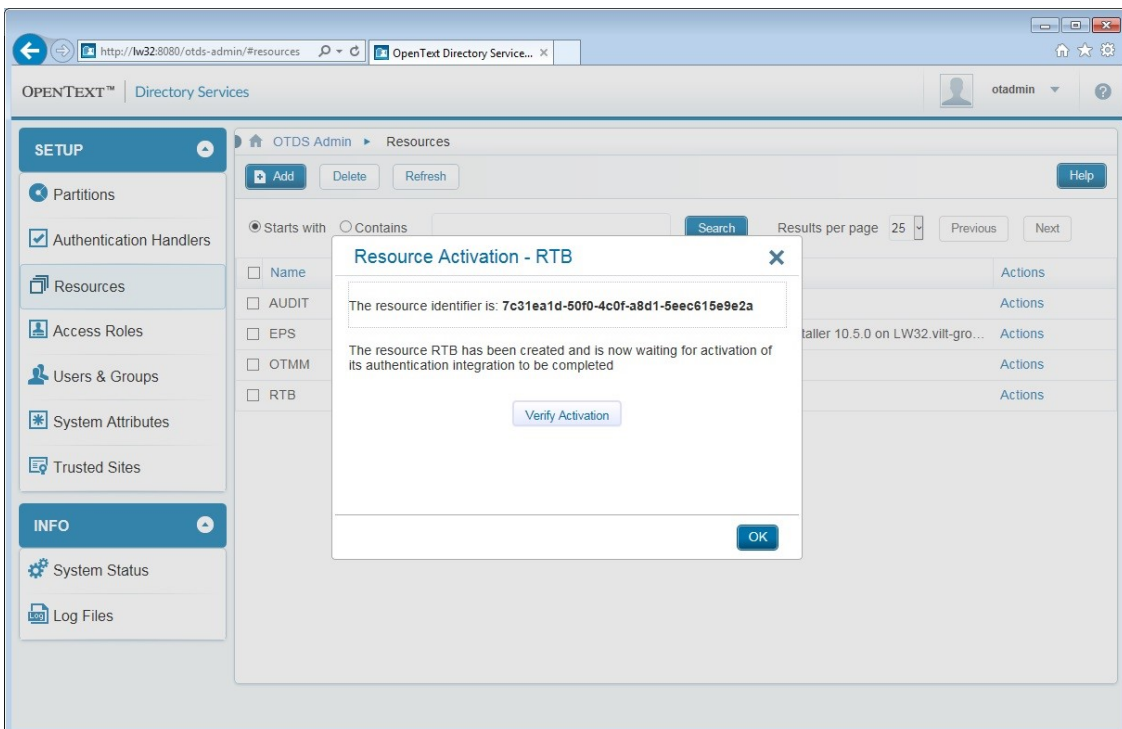 http://lw32:8080/otds-admin/#resources
OpenText Directory Service...
OPENTEXT™ | Directory Services
otadmin
SETUP
Partitions
Authentication Handlers
Resources
Access Roles
Users & Groups
System Attributes
Trusted Sites
INFO
System Status
Log Files
OTDS Admin ▸ Resources
Add Delete Refresh Help
Starts with Contains Search Results per page 25 Previous Next
Name Actions
AUDIT Actions
EPS taller 10.5.0 on LW32.vilt-gro... Actions
OTMM Actions
RTB Actions
Resource Activation - RTB
The resource identifier is: 7c31ea1d-50f0-4c0f-a8d1-5eec615e9e2a
The resource RTB has been created and is now waiting for activation of
its authentication integration to be completed
Verify Activation
OK